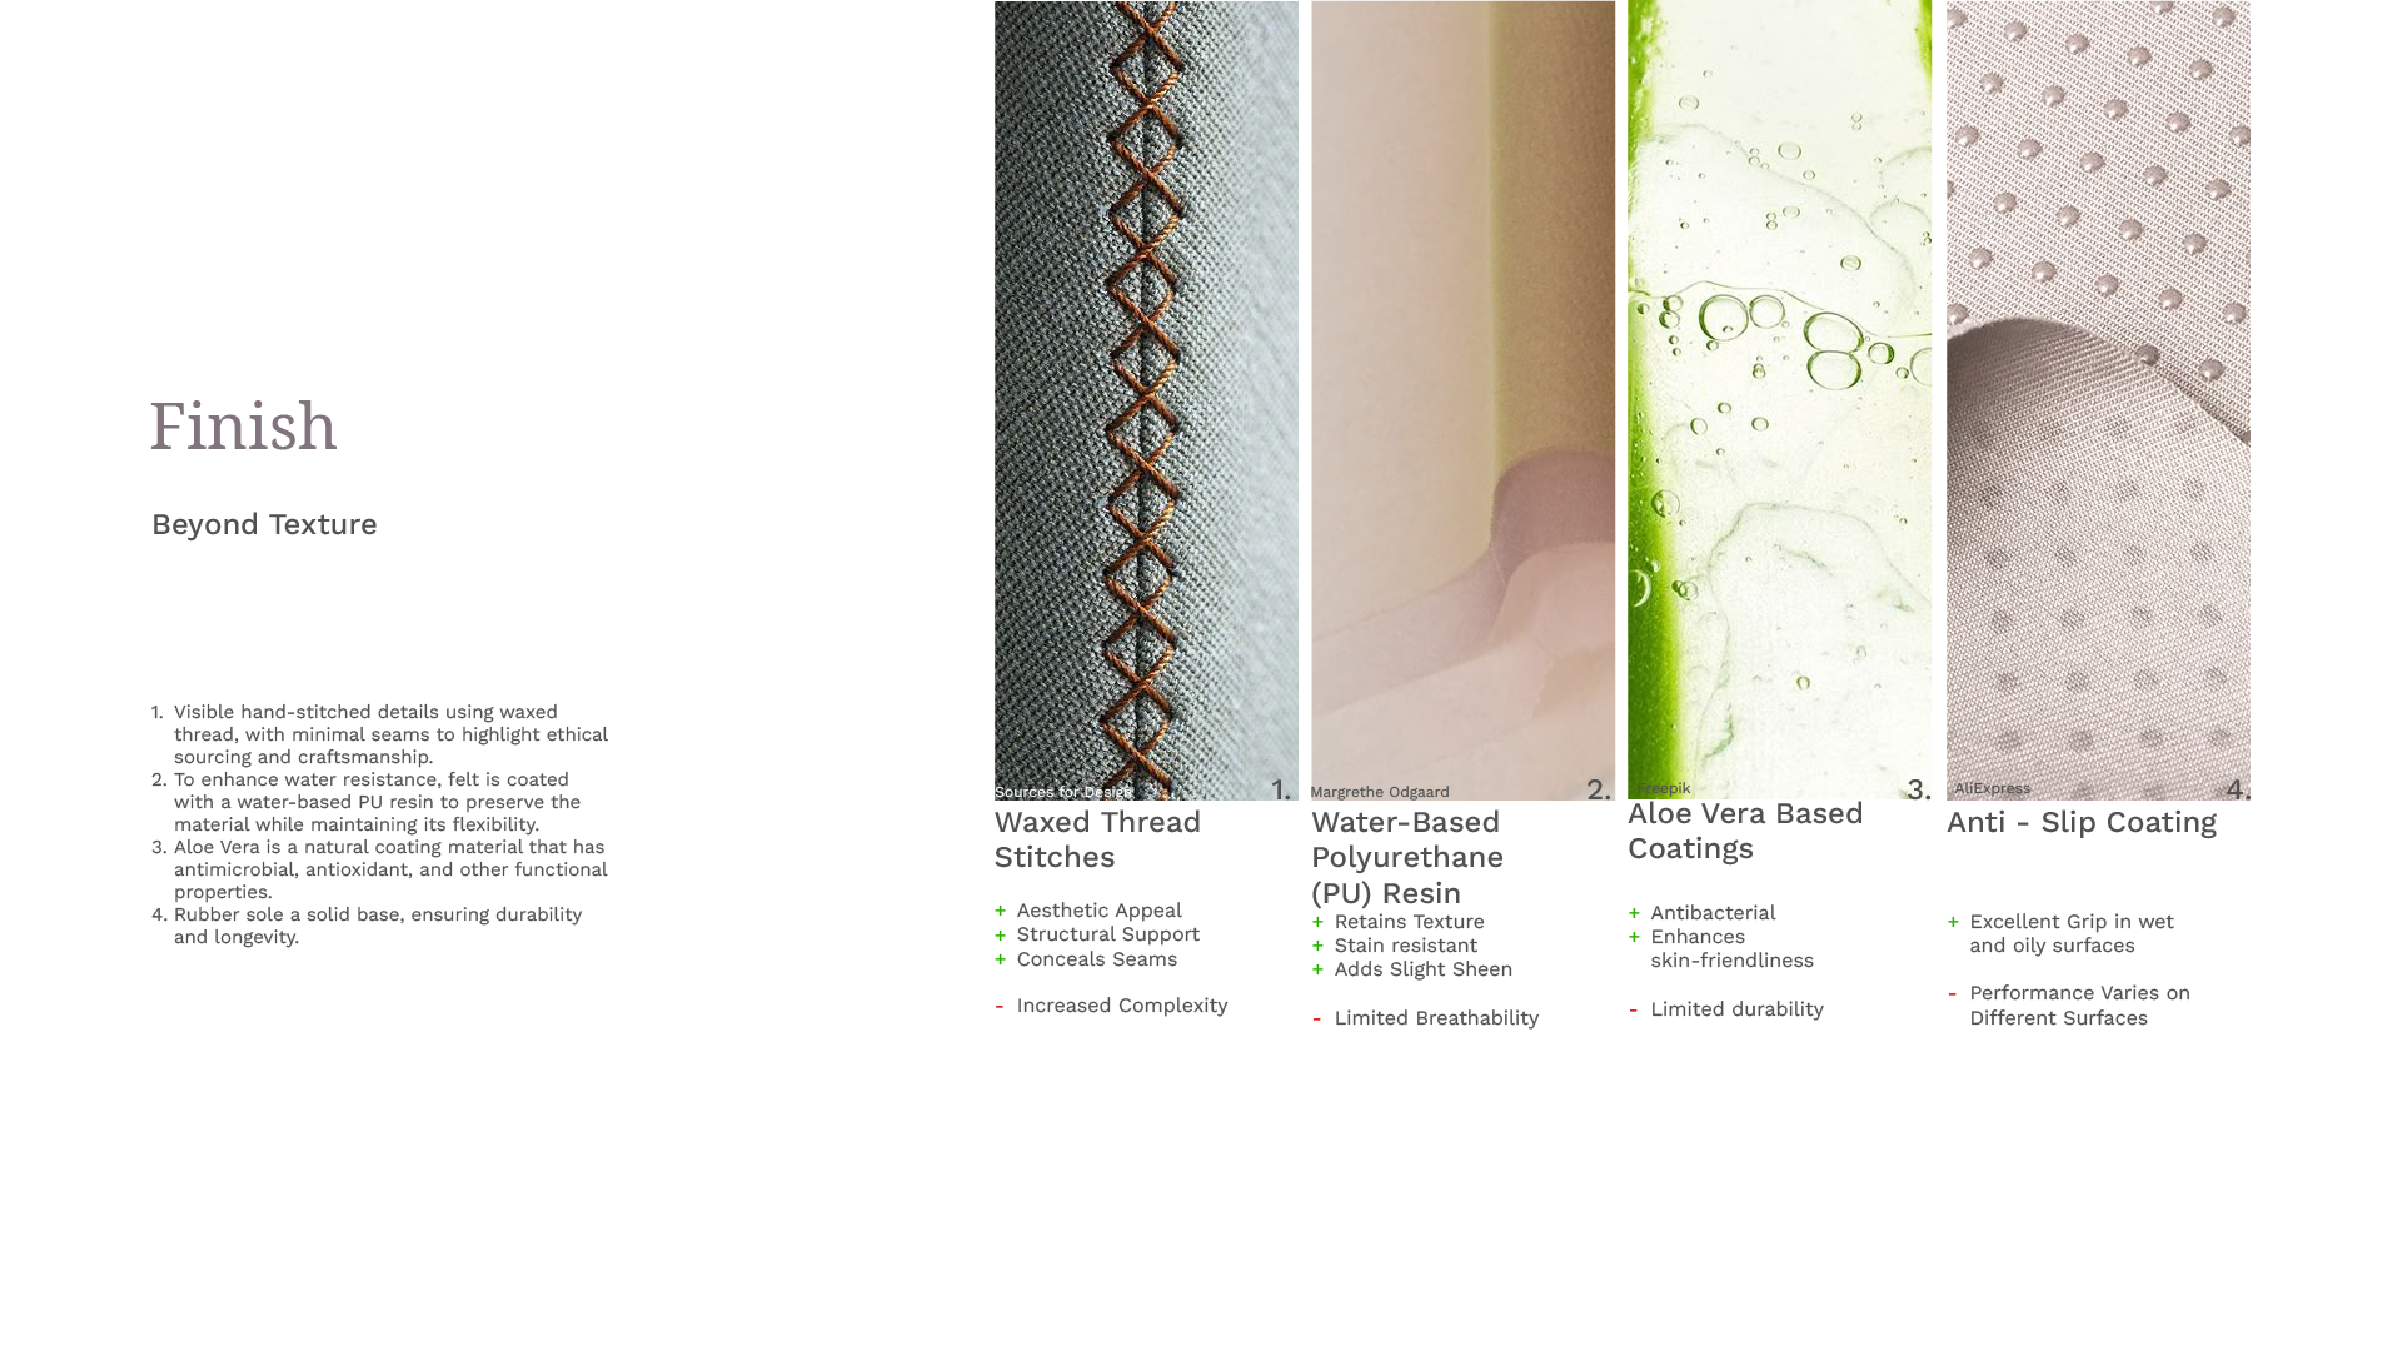 Finish
Beyond Texture
1. Visible hand-stitched details using waxed
thread, with minimal seams to highlight ethical
sourcing and craftsmanship.
2. To enhance water resistance, felt is coated
with a water-based PU resin to preserve the
material while maintaining its flexibility.
3. Aloe Vera is a natural coating material that has
antimicrobial, antioxidant, and other functional
properties.
4. Rubber sole a solid base, ensuring durability
and longevity.
Sources for Design
1.
Waxed Thread
Stitches
+ Aesthetic Appeal
+ Structural Support
+ Conceals Seams
- Increased Complexity
Margrethe Odgaard
2.
Water-Based
Polyurethane
(PU) Resin
+ Retains Texture
+ Stain resistant
+ Adds Slight Sheen
- Limited Breathability
Freepik
3.
Aloe Vera Based
Coatings
+ Antibacterial
+ Enhances
skin-friendliness
- Limited durability
AliExpress
4.
Anti - Slip Coating
+ Excellent Grip in wet
and oily surfaces
- Performance Varies on
Different Surfaces